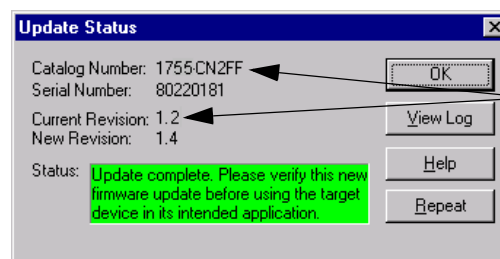 Update Status
Catalog Number: 1755-CN2FF
Serial Number: 80220181
Current Revision: 1.2
New Revision: 1.4
Status: Update complete. Please verify this new
firmware update before using the target
device in its intended application.
OK
View Log
Help
Repeat